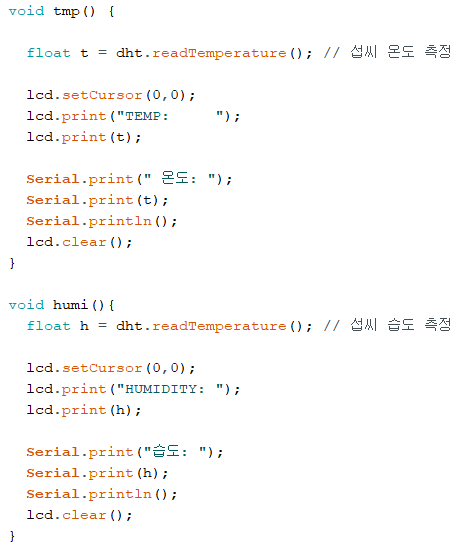 void tmp() {
float t = dht.readTemperature(); // 섭씨 온도 측정
lcd.setCursor(0,0);
lcd.print("TEMP:     ");
lcd.print(t);
Serial.print(" 온도: ");
Serial.print(t);
Serial.println();
lcd.clear();
}
void humi(){
float h = dht.readTemperature(); // 섭씨 습도 측정
lcd.setCursor(0,0);
lcd.print("HUMIDITY: ");
lcd.print(h);
Serial.print("습도: ");
Serial.print(h);
Serial.println();
lcd.clear();
}